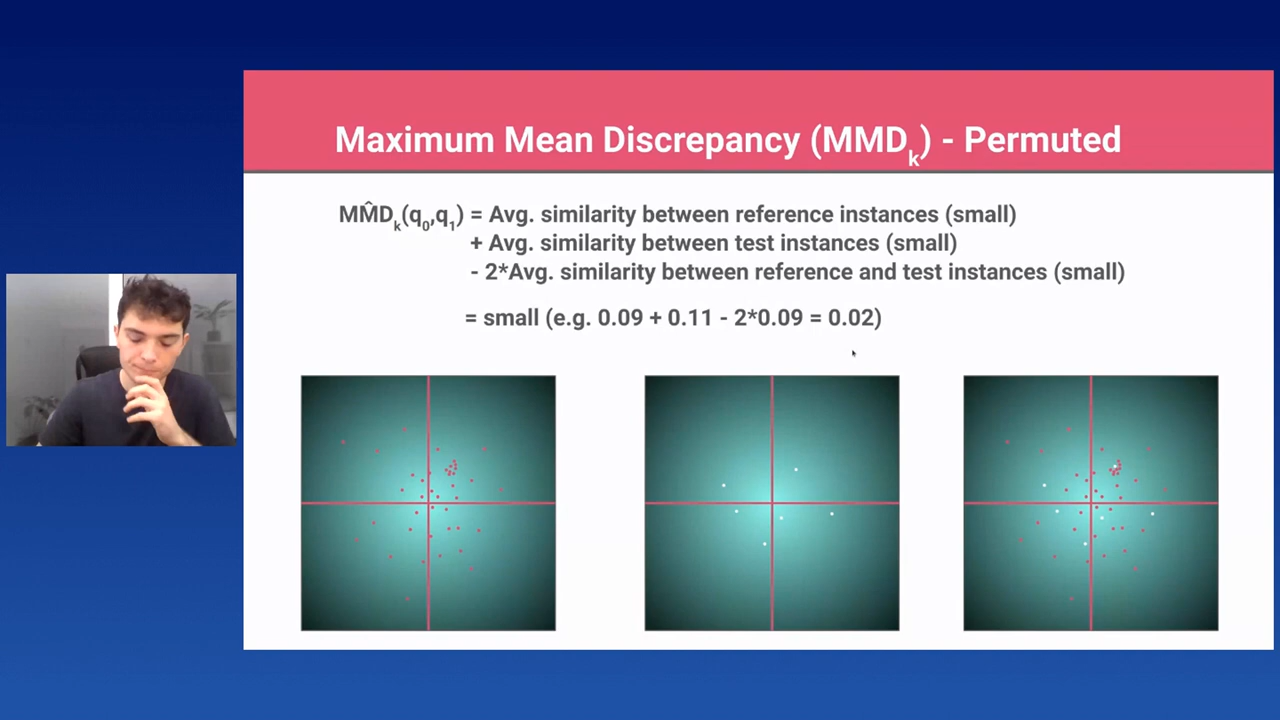 Maximum Mean Discrepancy (MMDₖ) - Permuted
MM̂Dₖ(q₀,q₁) = Avg. similarity between reference instances (small)
+ Avg. similarity between test instances (small)
- 2*Avg. similarity between reference and test instances (small)
= small (e.g. 0.09 + 0.11 - 2*0.09 = 0.02)